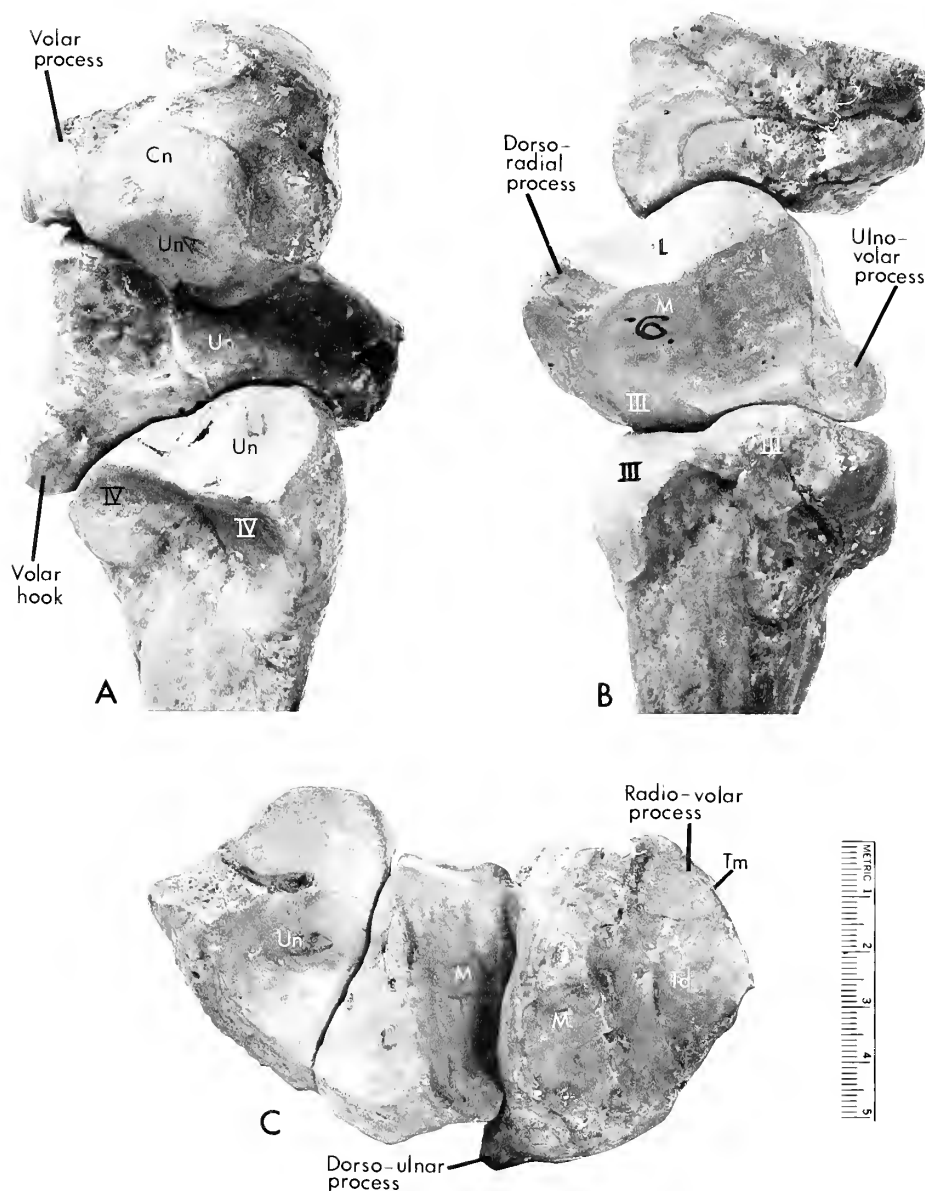 Volar
process
Cn
Un
Un
IV
IV
Volar
hook
A
Dorso-
radial
process
L
Ulno-
volar
process
M
6
III
III
III
B
Radio-volar
process
Tm
Un
M
M
Td
C
Dorso-ulnar
process
METRIC 1
2
3
4
5